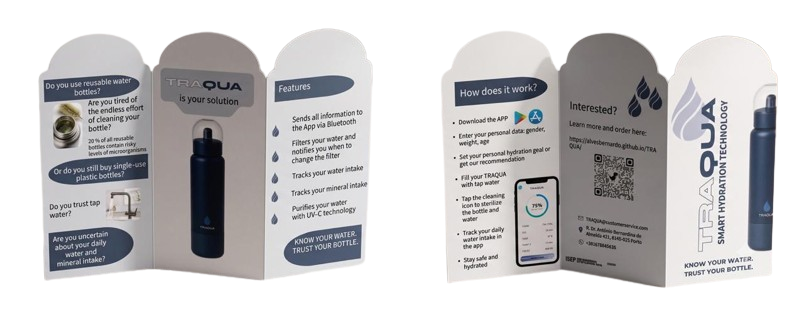 Do you use reusable water
bottles?
Are you tired of
the endless effort
of cleaning your
bottle?
20 % of all reusable
bottles contain risky
levels of microorganisms
Or do you still buy single-use
plastic bottles?
Do you trust tap
water?
Are you uncertain
about your daily
water and
mineral intake?
TRAQUA
is your solution
Features
Sends all information to
the App via Bluetooth
Filters your water and
notifies you when to
change the filter
Tracks your water intake
Tracks your mineral intake
Purifies your water
with UV-C technology
KNOW YOUR WATER.
TRUST YOUR BOTTLE.
How does it work?
Download the APP
Enter your personal data: gender,
weight, age
Set your personal hydration goal or
get our recommendation
Fill your TRAQUA
with tap water
Tap the cleaning
icon to sterilize
the bottle and
water
Track your daily
water intake in
the app
Stay safe and
hydrated
75%
Interested?
Learn more and order here:
https://alvesbernardo.github.io/TRA
QUA/
TRAQUA@customerservice.com
R. Dr. António Bernardino de
Almeida 431, 4249-015 Porto
ISEP
TRAQUA
SMART HYDRATION TECHNOLOGY
TRAQUA
KNOW YOUR WATER.
TRUST YOUR BOTTLE.